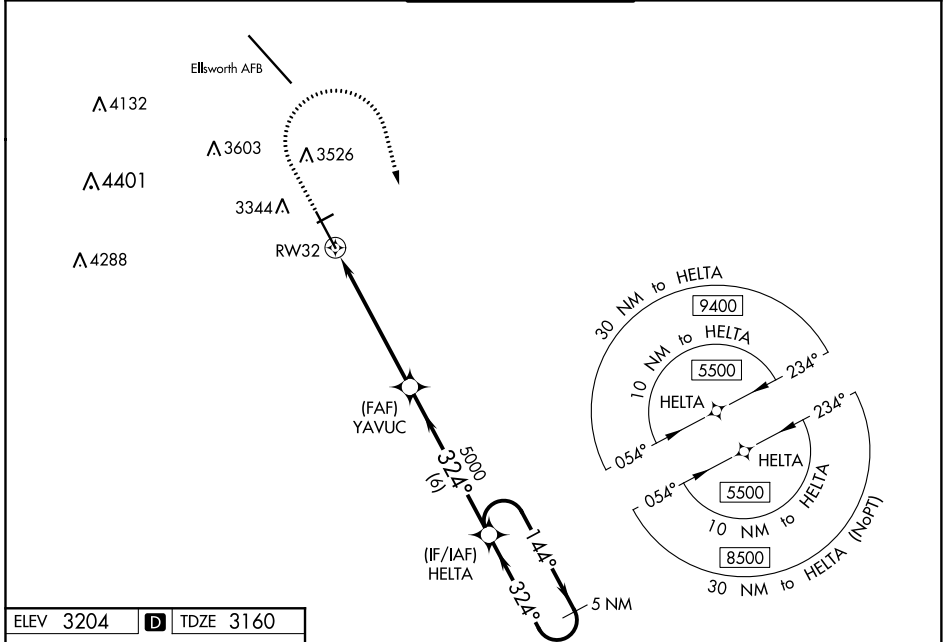 Ellsworth AFB
4132
3603
3526
4401
3344
RW32
4288
30 NM to HELTA
9400
10 NM to HELTA
5500
234°
HELTA
054°
(FAF)
YAVUC
5000
324°
(6)
234°
HELTA
054°
5500
10 NM to HELTA
8500
30 NM to HELTA (NoPT)
(IF/IAF)
HELTA
144°
324°
5 NM
ELEV 3204 D TDZE 3160